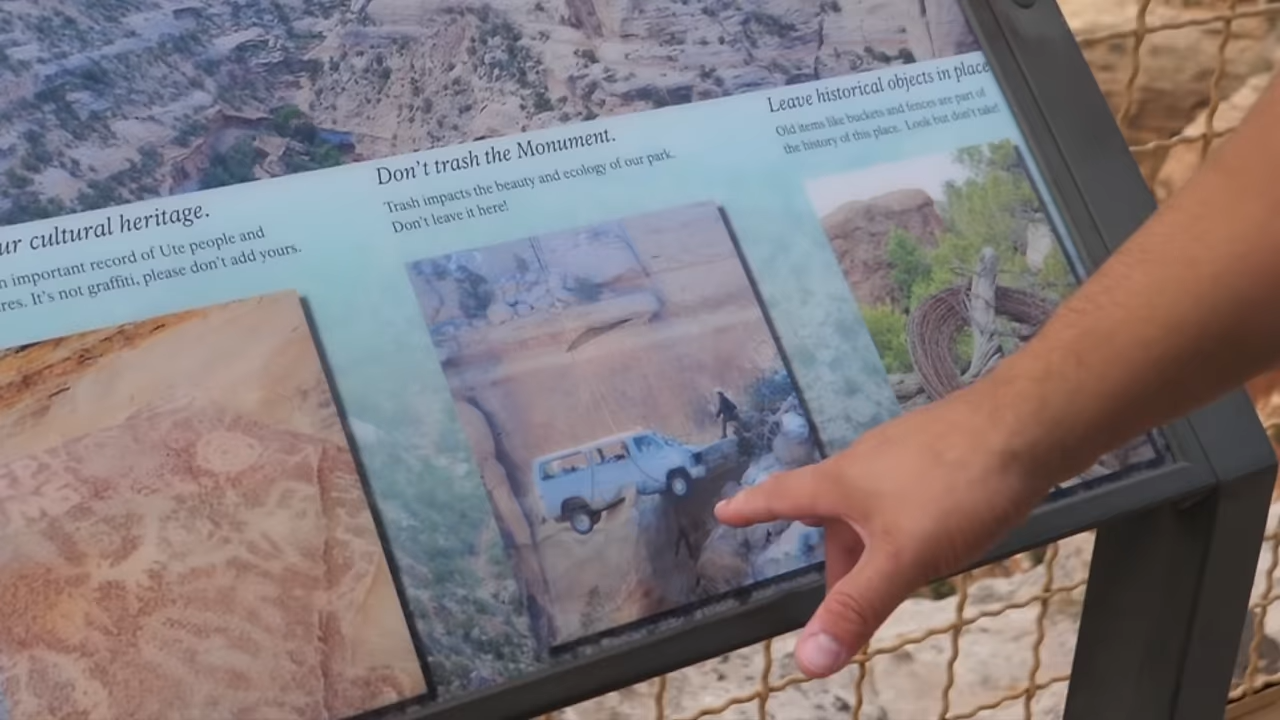 ur cultural heritage.
n important record of Ute people and
res. It's not graffiti, please don't add yours.
Don't trash the Monument.
Trash impacts the beauty and ecology of our park.
Don't leave it here!
Leave historical objects in place
Old items like buckets and fences are part of
the history of this place. Look but don't take!